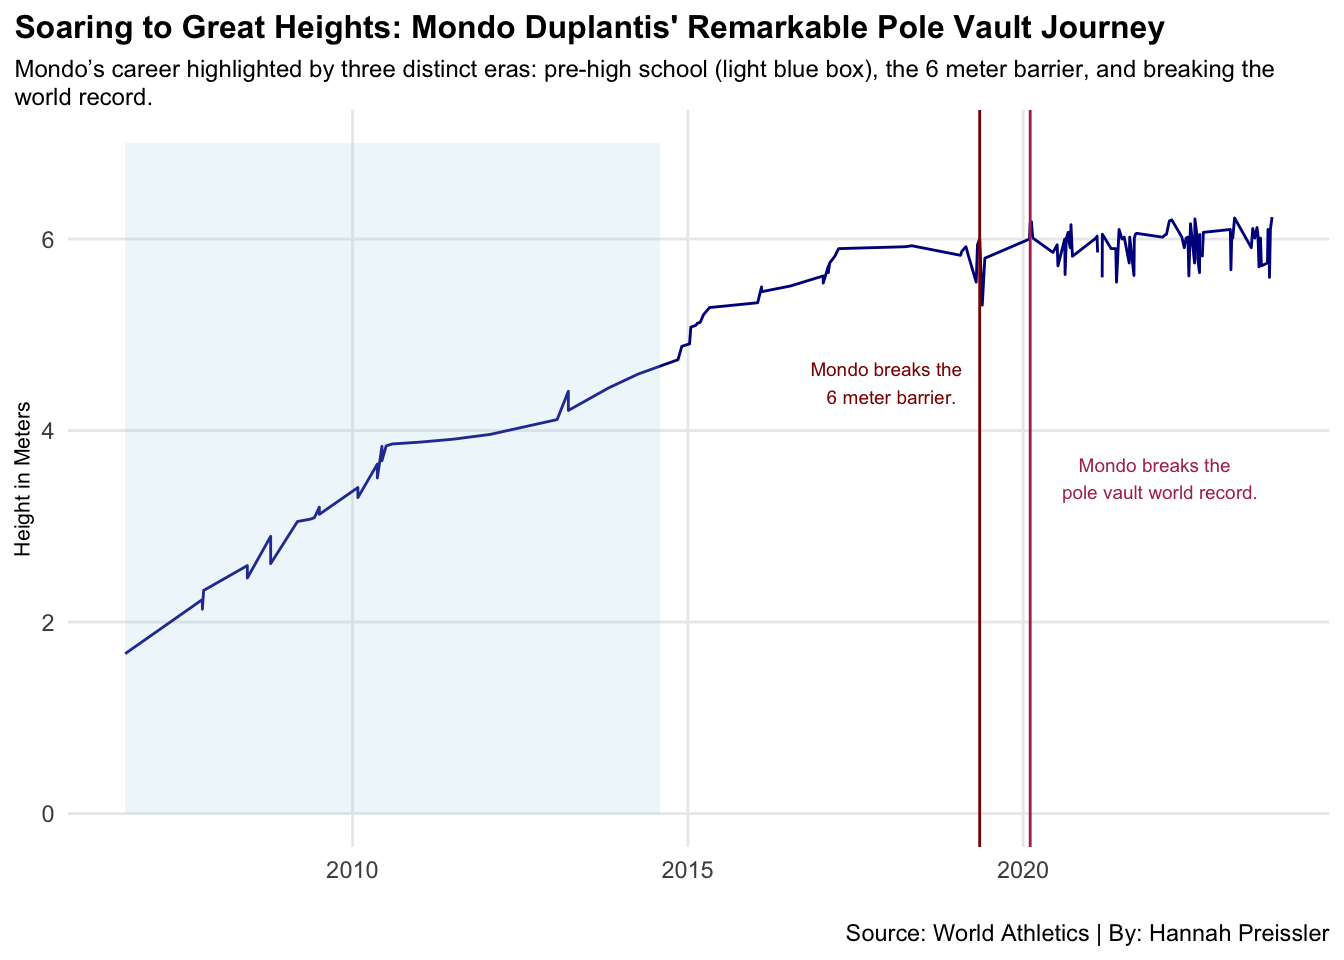 Soaring to Great Heights: Mondo Duplantis' Remarkable Pole Vault Journey
Mondo’s career highlighted by three distinct eras: pre-high school (light blue box), the 6 meter barrier, and breaking the
world record.
6
4
2
0
Height in Meters
Mondo breaks the
6 meter barrier.
Mondo breaks the
pole vault world record.
2010
2015
2020
Source: World Athletics | By: Hannah Preissler